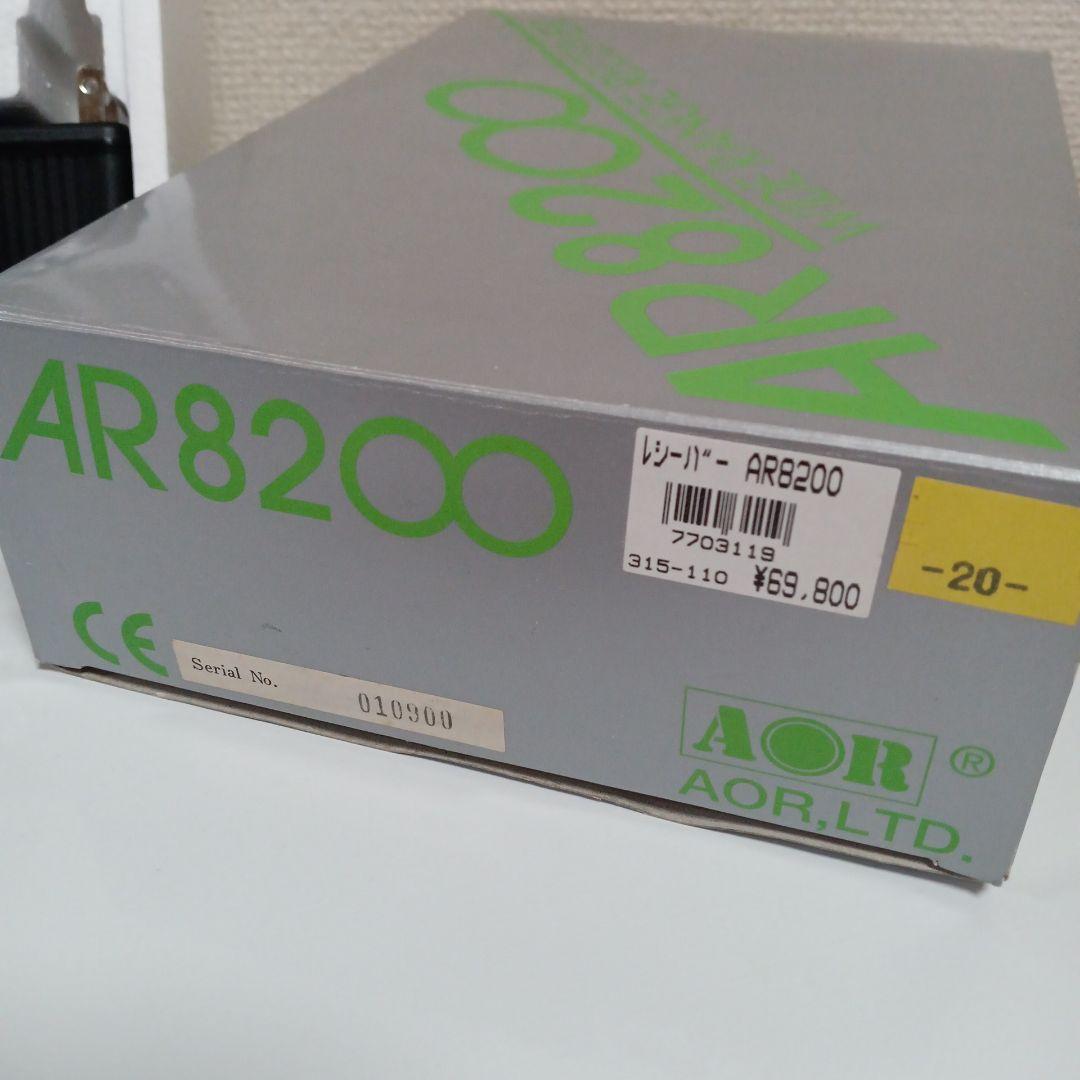 AR8200
AR8200
レシーバー AR8200
7703119
315-110 ¥69,800
-20-
CE
Serial No. 010900
AOR ®
AOR,LTD.